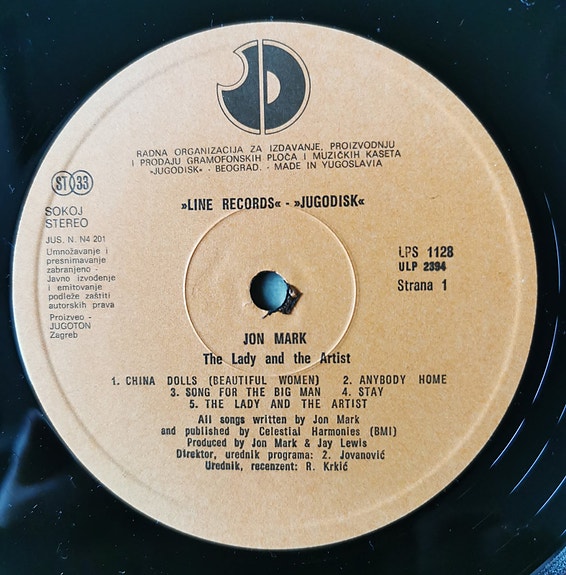 RADNA ORGANIZACIJA ZA IZDAVANJE, PROIZVODNJU
I PRODAJU GRAMOFONSKIH PLOČA I MUZIČKIH KASETA
»JUGODISK« - BEOGRAD. - MADE IN YUGOSLAVIA
ST 33
»LINE RECORDS« - »JUGODISK«
SOKOJ
STEREO
JUS. N. N4 201
Umnožavanje i
presnimavanje
zabranjeno -
Javno izvođenje
i emitovanje
podleže zaštiti
autorskih prava
Proizveo -
JUGOTON
Zagreb
LPS 1128
ULP 2394
Strana 1
JON MARK
The Lady and the Artist
1. CHINA DOLLS (BEAUTIFUL WOMEN) 2. ANYBODY HOME
3. SONG FOR THE BIG MAN 4. STAY
5. THE LADY AND THE ARTIST
All songs written by Jon Mark
and published by Celestial Harmonies (BMI)
Produced by Jon Mark & Jay Lewis
Direktor, urednik programa: Z. Jovanović
Urednik, recenzent: R. Krkić